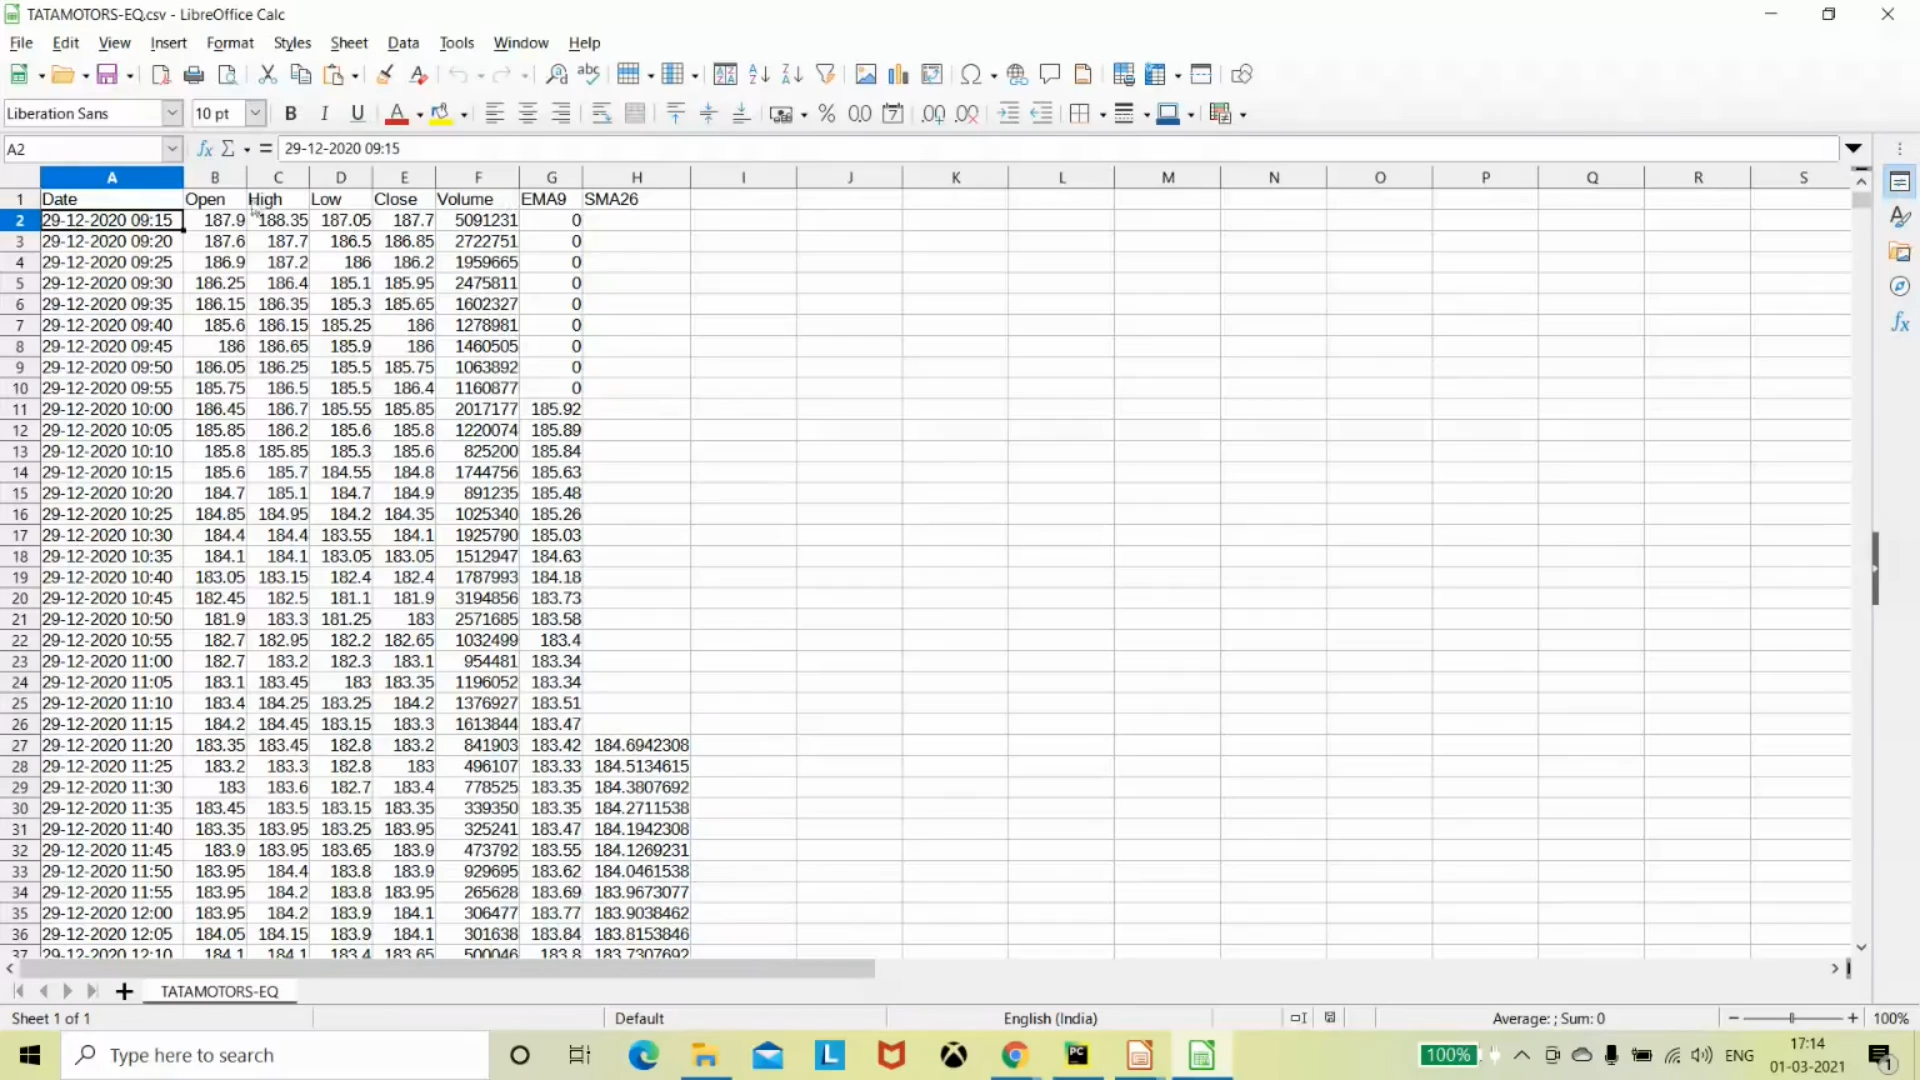 TATAMOTORS-EQ.csv - LibreOffice Calc
File Edit View Insert Format Styles Sheet Data Tools Window Help
Liberation Sans 10 pt
A2 29-12-2020 09:15
A B C D E F G H I J K L M N O P Q R S
1 Date Open High Low Close Volume EMA9 SMA26
2 29-12-2020 09:15 187.9 188.35 187.05 187.7 5091231 0
3 29-12-2020 09:20 187.6 187.7 186.5 186.85 2722751 0
4 29-12-2020 09:25 186.9 187.2 186 186.2 1959665 0
5 29-12-2020 09:30 186.25 186.4 185.1 185.95 2475811 0
6 29-12-2020 09:35 186.15 186.35 185.3 185.65 1602327 0
7 29-12-2020 09:40 185.6 186.15 185.25 186 1278981 0
8 29-12-2020 09:45 186 186.65 185.9 186 1460505 0
9 29-12-2020 09:50 186.05 186.25 185.5 185.75 1063892 0
10 29-12-2020 09:55 185.75 186.5 185.5 186.4 1160877 0
11 29-12-2020 10:00 186.45 186.7 185.55 185.85 2017177 185.92
12 29-12-2020 10:05 185.85 186.2 185.6 185.8 1220074 185.89
13 29-12-2020 10:10 185.8 185.85 185.3 185.6 825200 185.84
14 29-12-2020 10:15 185.6 185.7 184.55 184.8 1744756 185.63
15 29-12-2020 10:20 184.7 185.1 184.7 184.9 891235 185.48
16 29-12-2020 10:25 184.85 184.95 184.2 184.35 1025340 185.26
17 29-12-2020 10:30 184.4 184.4 183.55 184.1 1925790 185.03
18 29-12-2020 10:35 184.1 184.1 183.05 183.05 1512947 184.63
19 29-12-2020 10:40 183.05 183.15 182.4 182.4 1787993 184.18
20 29-12-2020 10:45 182.45 182.5 181.1 181.9 3194856 183.73
21 29-12-2020 10:50 181.9 183.3 181.25 183 2571685 183.58
22 29-12-2020 10:55 182.7 182.95 182.2 182.65 1032499 183.4
23 29-12-2020 11:00 182.7 183.2 182.3 183.1 954481 183.34
24 29-12-2020 11:05 183.1 183.45 183 183.35 1196052 183.34
25 29-12-2020 11:10 183.4 184.25 183.25 184.2 1376927 183.51
26 29-12-2020 11:15 184.2 184.45 183.15 183.3 1613844 183.47
27 29-12-2020 11:20 183.35 183.45 182.8 183.2 841903 183.42 184.6942308
28 29-12-2020 11:25 183.2 183.3 182.8 183 496107 183.33 184.5134615
29 29-12-2020 11:30 183 183.6 182.7 183.4 778525 183.35 184.3807692
30 29-12-2020 11:35 183.45 183.5 183.15 183.35 339350 183.35 184.2711538
31 29-12-2020 11:40 183.35 183.95 183.25 183.95 325241 183.47 184.1942308
32 29-12-2020 11:45 183.9 183.95 183.65 183.9 473792 183.55 184.1269231
33 29-12-2020 11:50 183.95 184.4 183.8 183.9 929695 183.62 184.0461538
34 29-12-2020 11:55 183.95 184.2 183.8 183.95 265628 183.69 183.9673077
35 29-12-2020 12:00 183.95 184.2 183.9 184.1 306477 183.77 183.9038462
36 29-12-2020 12:05 184.05 184.15 183.9 184.1 301638 183.84 183.8153846
37 29-12-2020 12:10 184.1 184.1 183.4 183.65 500046 183.8 183.7307692
TATAMOTORS-EQ
Sheet 1 of 1 Default English (India) Average: ; Sum: 0 100%
Type here to search 100% ENG 17:14
01-03-2021